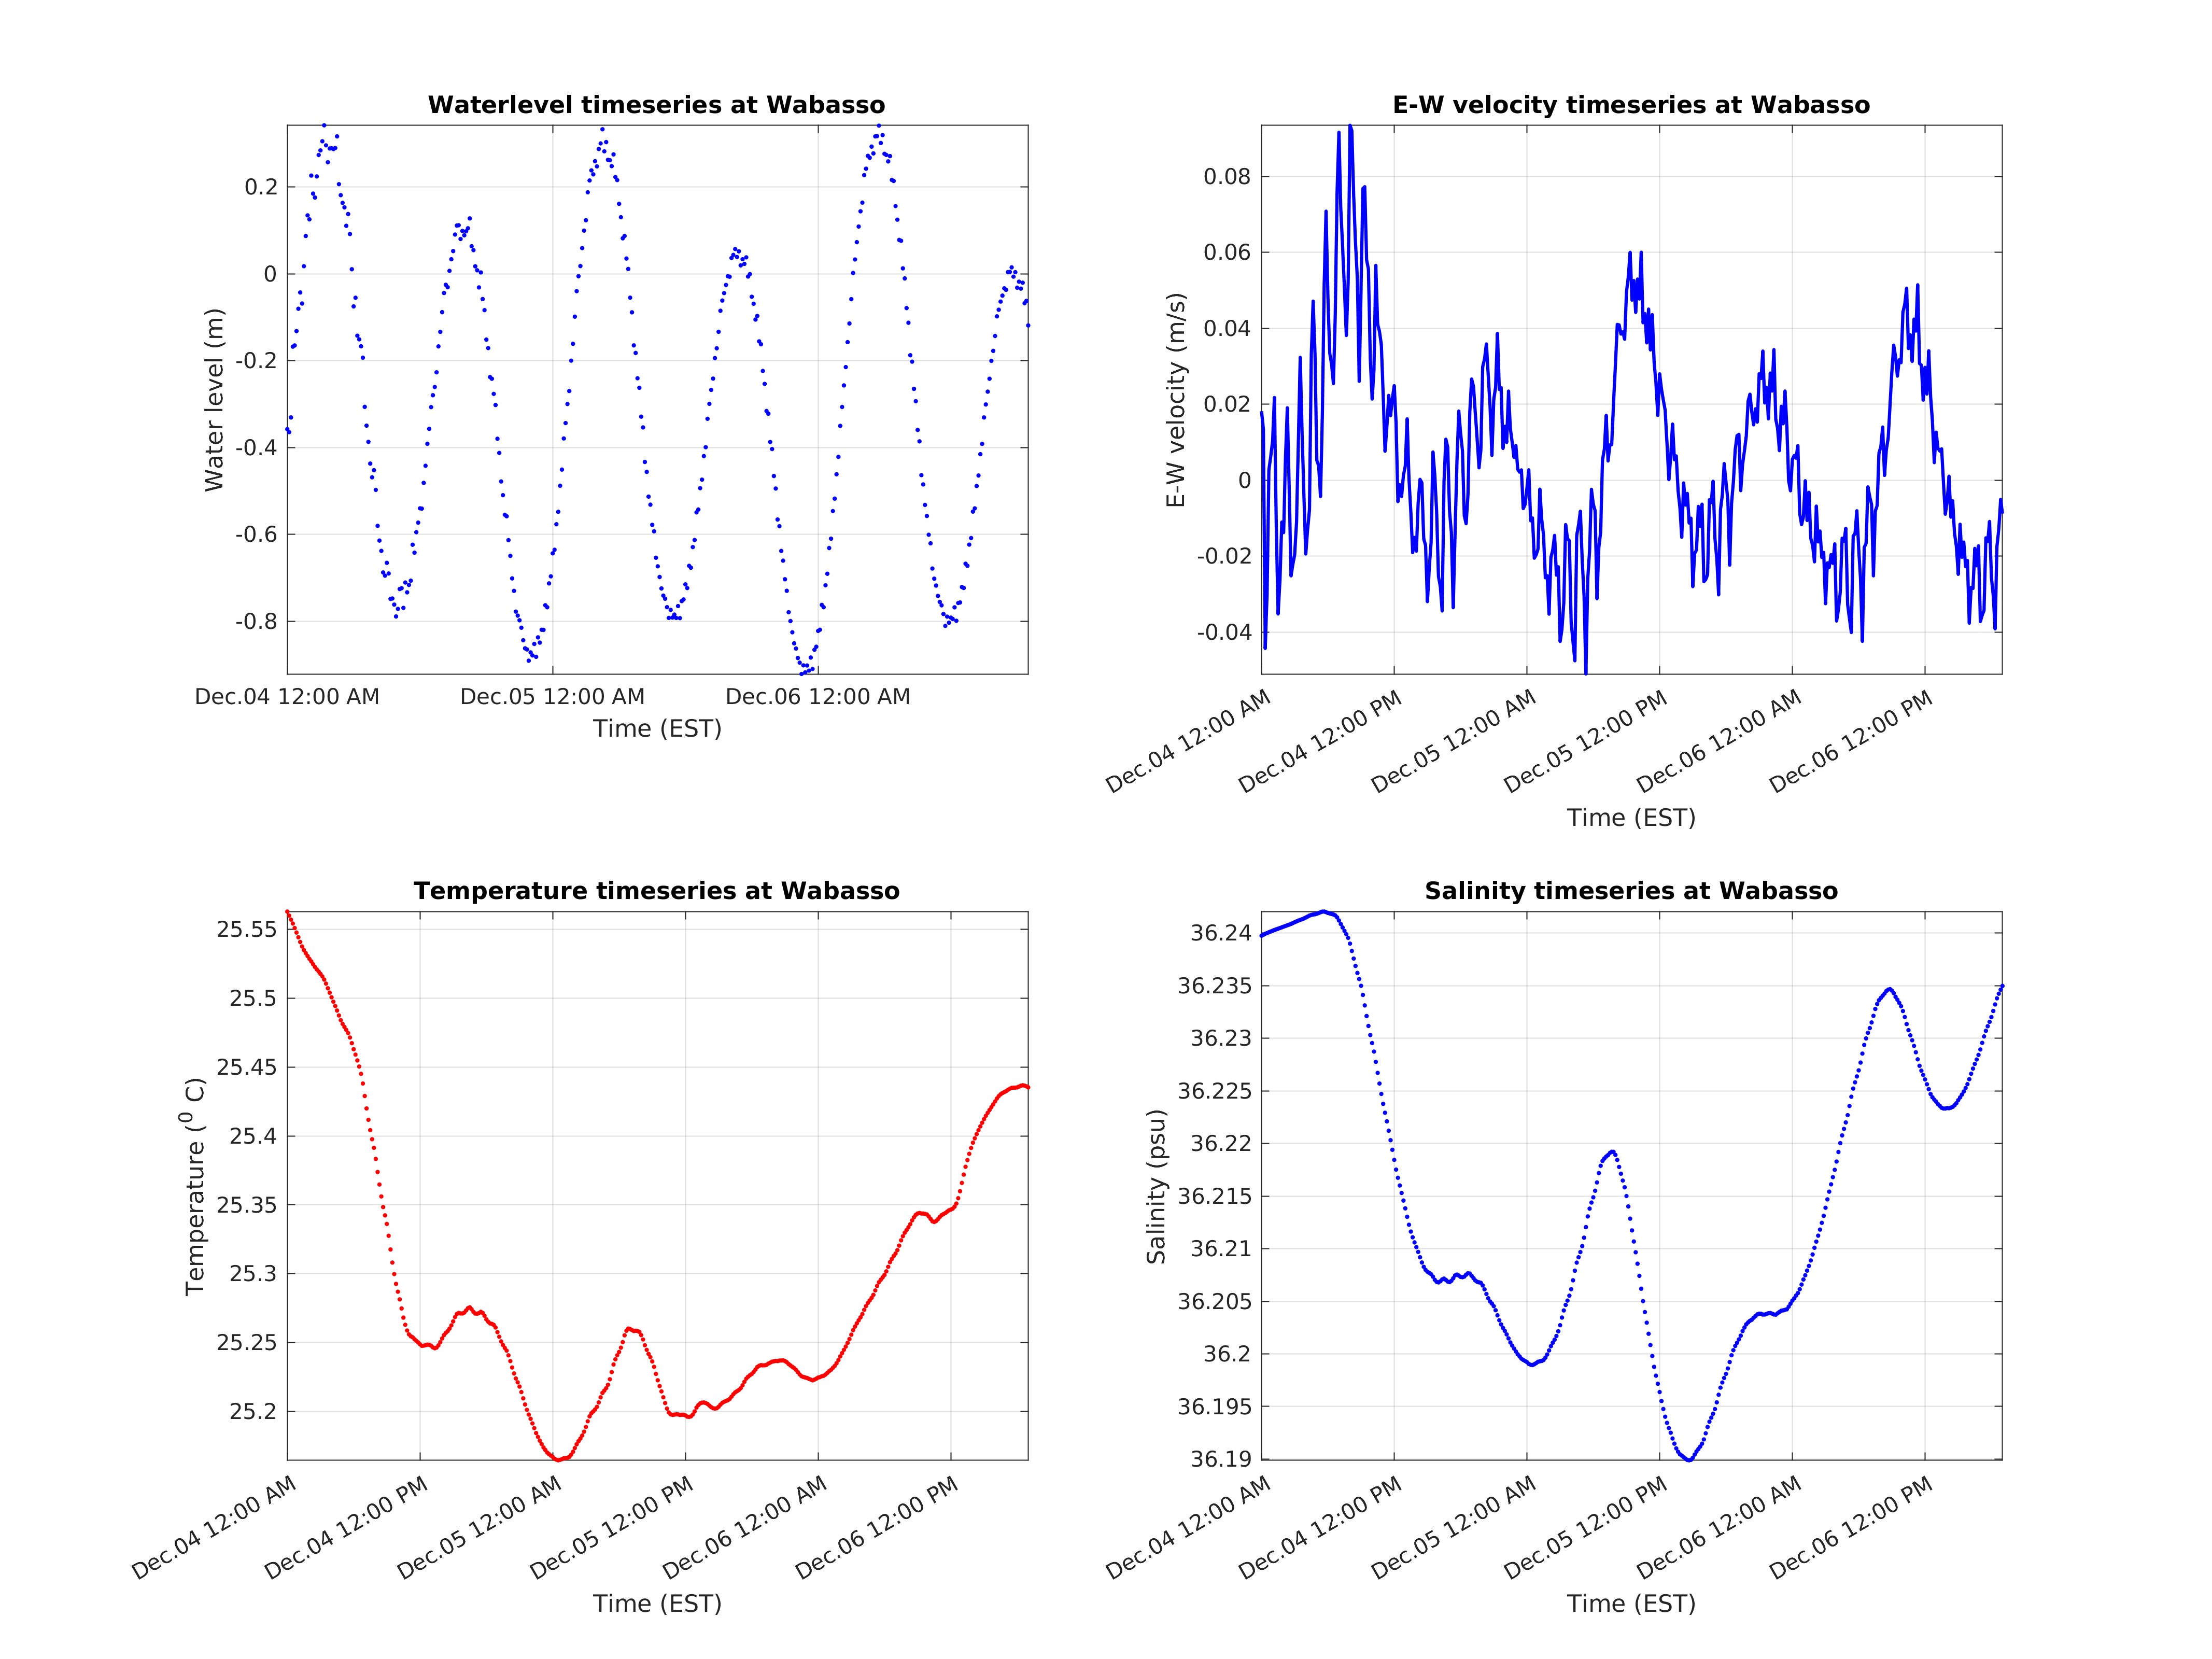 Waterlevel timeseries at Wabasso
0.2
0
-0.2
-0.4
-0.6
-0.8
Water level (m)
Dec.04 12:00 AM
Dec.05 12:00 AM
Dec.06 12:00 AM
Time (EST)
E-W velocity timeseries at Wabasso
0.08
0.06
0.04
0.02
0
-0.02
-0.04
E-W velocity (m/s)
Dec.04 12:00 AM
Dec.04 12:00 PM
Dec.05 12:00 AM
Dec.05 12:00 PM
Dec.06 12:00 AM
Dec.06 12:00 PM
Time (EST)
Temperature timeseries at Wabasso
25.55
25.5
25.45
25.4
25.35
25.3
25.25
25.2
Temperature (⁰ C)
Dec.04 12:00 AM
Dec.04 12:00 PM
Dec.05 12:00 AM
Dec.05 12:00 PM
Dec.06 12:00 AM
Dec.06 12:00 PM
Time (EST)
Salinity timeseries at Wabasso
36.24
36.235
36.23
36.225
36.22
36.215
36.21
36.205
36.2
36.195
36.19
Salinity (psu)
Dec.04 12:00 AM
Dec.04 12:00 PM
Dec.05 12:00 AM
Dec.05 12:00 PM
Dec.06 12:00 AM
Dec.06 12:00 PM
Time (EST)